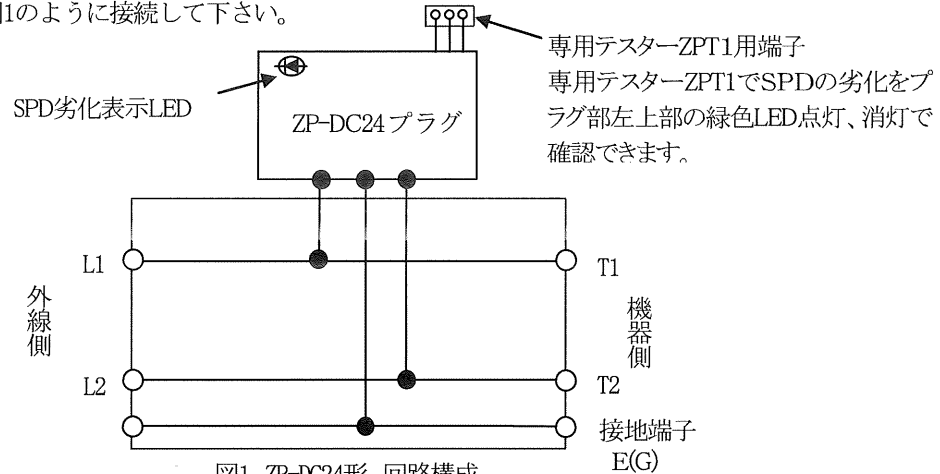 のように接続して下さい。
専用テスターZPT1用端子
専用テスターZPT1でSPDの劣化をプ
ラグ部左上部の緑色LED点灯、消灯で
確認できます。
SPD劣化表示LED
ZP-DC24プラグ
L1
T1
外線側
機器側
L2
T2
接地端子
E(G)
図1 ZP-DC24形 回路構成